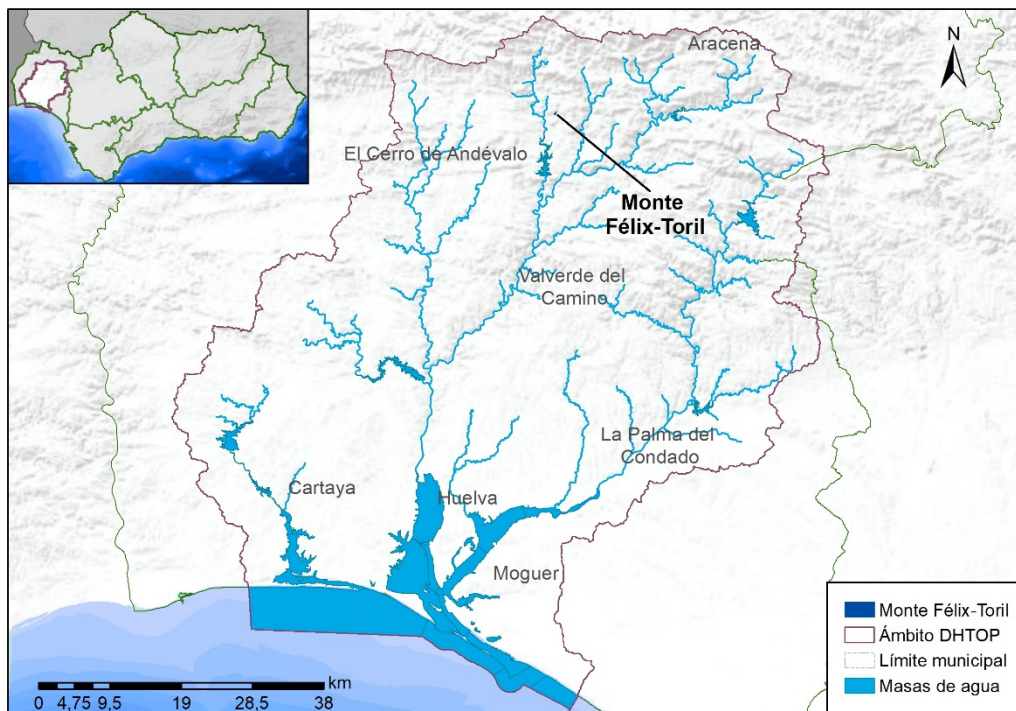 N
Aracena
El Cerro de Andévalo
Monte
Félix-Toril
Valverde del
Camino
La Palma del
Condado
Cartaya
Huelva
Moguer
km
0 4,75 9,5 19 28,5 38
Monte Félix-Toril
Ámbito DHTOP
Límite municipal
Masas de agua